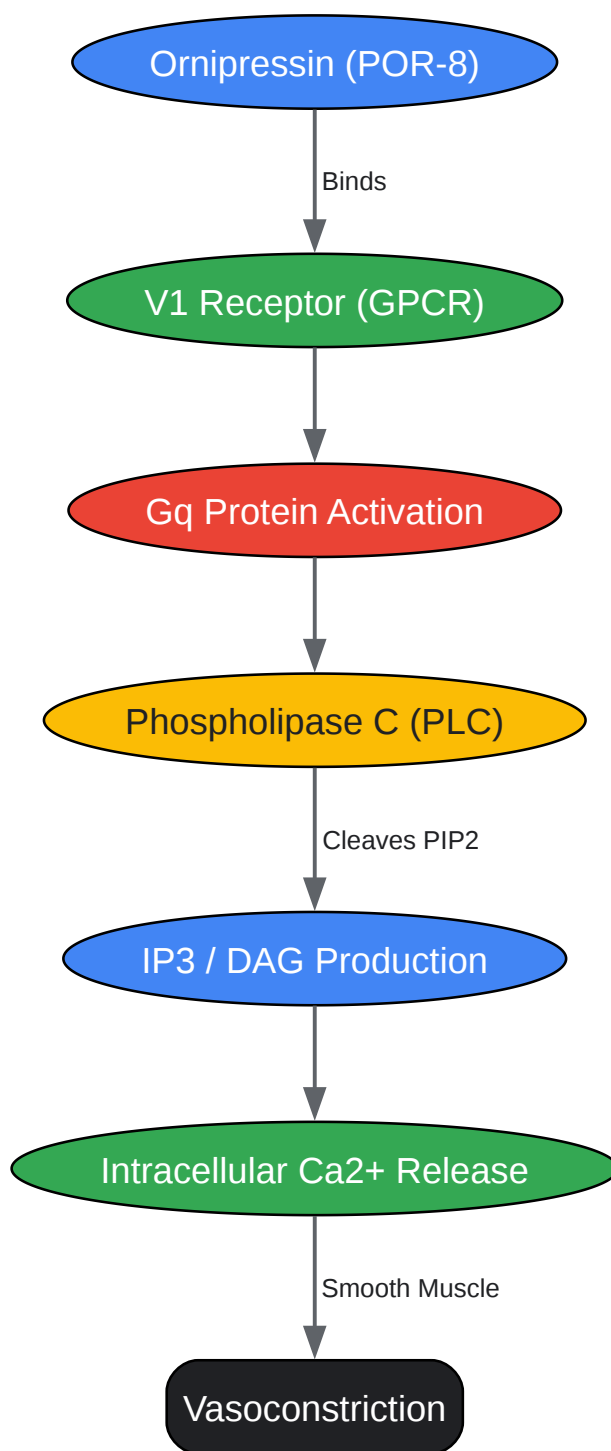 Ornipressin (POR-8)
Binds
V1 Receptor (GPCR)
Gq Protein Activation
Phospholipase C (PLC)
Cleaves PIP2
IP3 / DAG Production
Intracellular Ca2+ Release
Smooth Muscle
Vasoconstriction